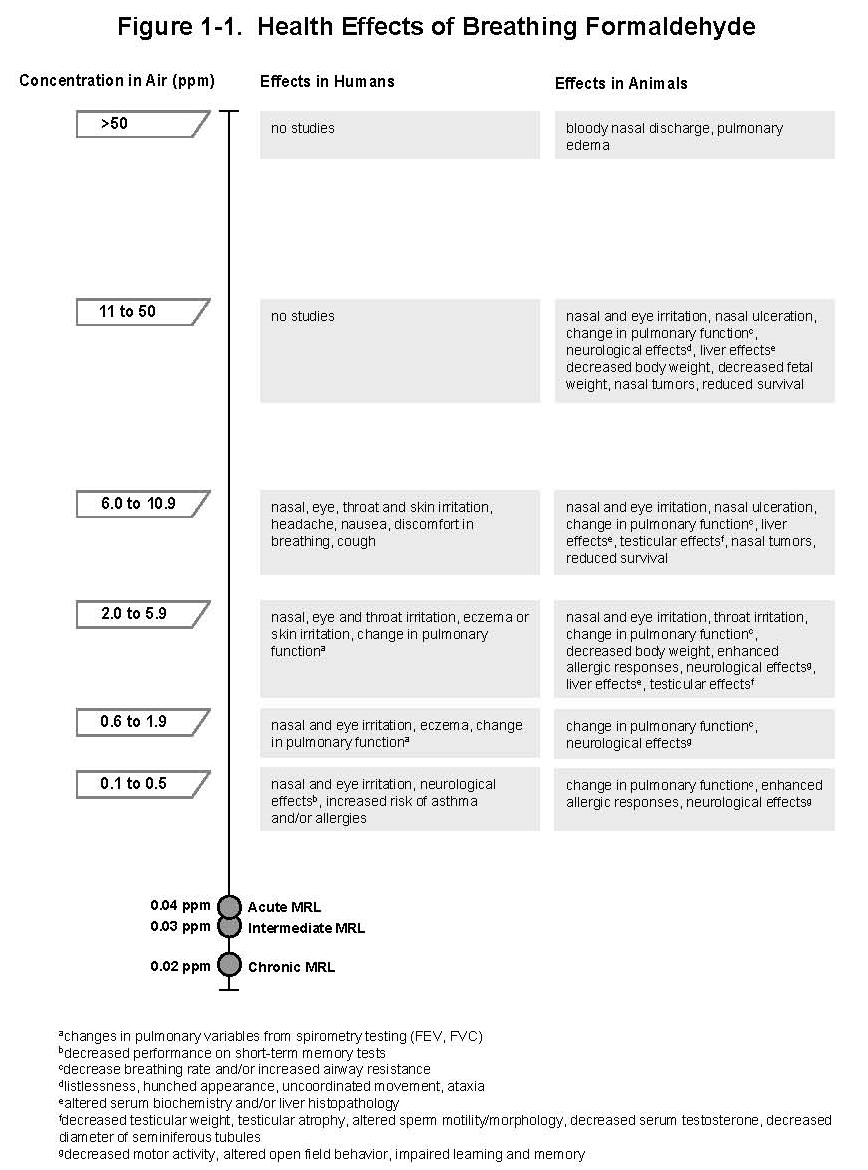 Figure 1-1. Health Effects of Breathing Formaldehyde
Concentration in Air (ppm)
Effects in Humans
Effects in Animals
>50
no studies
bloody nasal discharge, pulmonary
edema
11 to 50
no studies
nasal and eye irritation, nasal ulceration,
change in pulmonary functionᶜ,
neurological effectsᵈ, liver effectsᵉ
decreased body weight, decreased fetal
weight, nasal tumors, reduced survival
6.0 to 10.9
nasal, eye, throat and skin irritation,
headache, nausea, discomfort in
breathing, cough
nasal and eye irritation, nasal ulceration,
change in pulmonary functionᶜ, liver
effectsᵉ, testicular effectsᶠ, nasal tumors,
reduced survival
2.0 to 5.9
nasal, eye and throat irritation, eczema or
skin irritation, change in pulmonary
functionᵃ
nasal and eye irritation, throat irritation,
change in pulmonary functionᶜ,
decreased body weight, enhanced
allergic responses, neurological effectsᵍ,
liver effectsᵉ, testicular effectsᶠ
0.6 to 1.9
nasal and eye irritation, eczema, change
in pulmonary functionᵃ
change in pulmonary functionᶜ,
neurological effectsᵍ
0.1 to 0.5
nasal and eye irritation, neurological
effectsᵇ, increased risk of asthma
and/or allergies
change in pulmonary functionᶜ, enhanced
allergic responses, neurological effectsᵍ
0.04 ppm Acute MRL
0.03 ppm Intermediate MRL
0.02 ppm Chronic MRL
ᵃchanges in pulmonary variables from spirometry testing (FEV, FVC)
ᵇdecreased performance on short-term memory tests
ᶜdecrease breathing rate and/or increased airway resistance
ᵈlistlessness, hunched appearance, uncoordinated movement, ataxia
ᵉaltered serum biochemistry and/or liver histopathology
ᶠdecreased testicular weight, testicular atrophy, altered sperm motility/morphology, decreased serum testosterone, decreased
diameter of seminiferous tubules
ᵍdecreased motor activity, altered open field behavior, impaired learning and memory